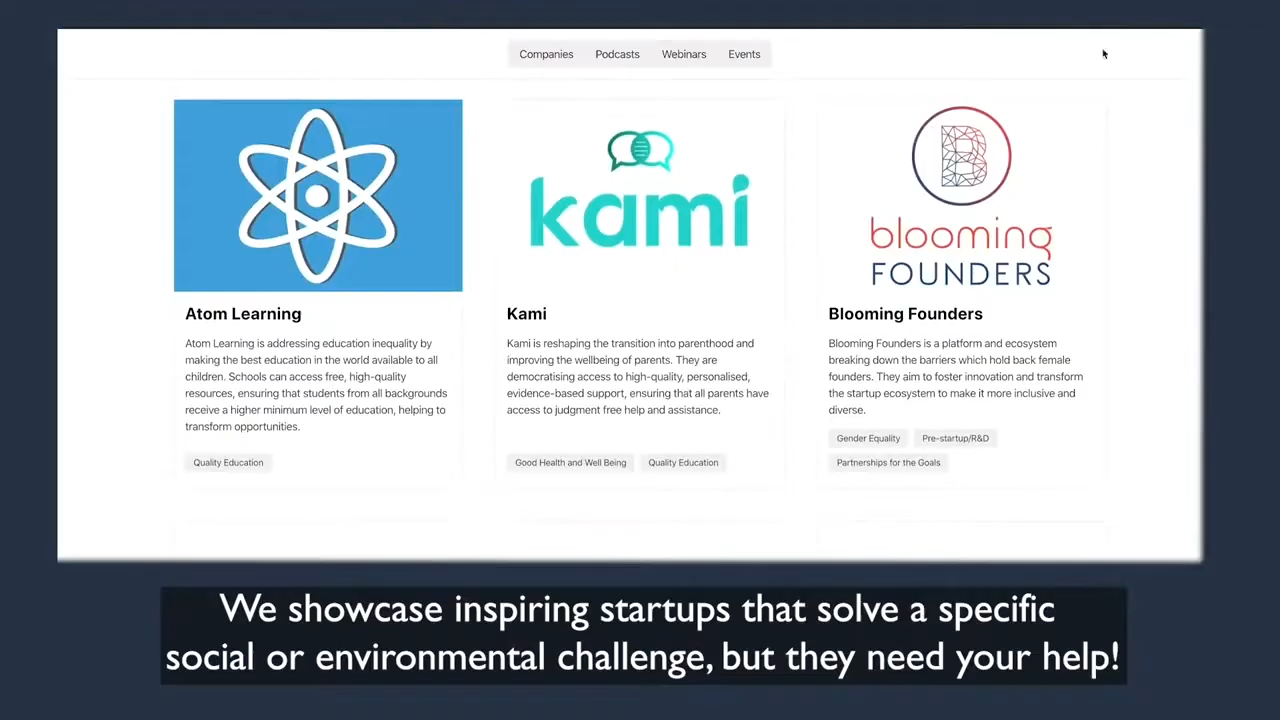 Companies Podcasts Webinars Events
kami
B
blooming
FOUNDERS
Atom Learning
Atom Learning is addressing education inequality by
making the best education in the world available to all
children. Schools can access free, high-quality
resources, ensuring that students from all backgrounds
receive a higher minimum level of education, helping to
transform opportunities.
Quality Education
Kami
Kami is reshaping the transition into parenthood and
improving the wellbeing of parents. They are
democratising access to high-quality, personalised,
evidence-based support, ensuring that all parents have
access to judgment free help and assistance.
Good Health and Well Being Quality Education
Blooming Founders
Blooming Founders is a platform and ecosystem
breaking down the barriers which hold back female
founders. They aim to foster innovation and transform
the startup ecosystem to make it more inclusive and
diverse.
Gender Equality Pre-startup/R&D
Partnerships for the Goals
We showcase inspiring startups that solve a specific
social or environmental challenge, but they need your help!